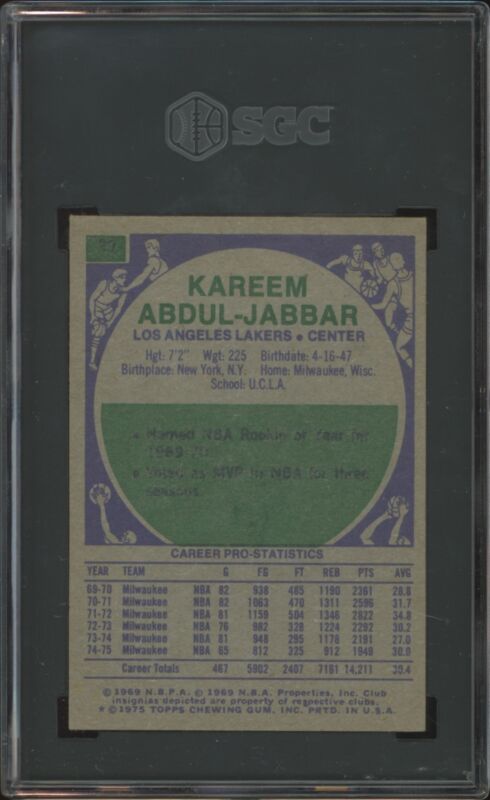 SGC
KAREEM
ABDUL-JABBAR
LOS ANGELES LAKERS • CENTER
Hgt: 7'2" Wgt: 225 Birthdate: 4-16-47
Birthplace: New York, N.Y. Home: Milwaukee, Wisc.
School: U.C.L.A.
• Named NBA Rookie of Year for
1969-70.
• Voted as MVP in NBA for three
seasons.
CAREER PRO-STATISTICS
YEAR TEAM G FG FT REB PTS AVG
69-70 Milwaukee NBA 82 938 485 1190 2361 28.8
70-71 Milwaukee NBA 82 1063 470 1311 2596 31.7
71-72 Milwaukee NBA 81 1159 504 1346 2822 34.8
72-73 Milwaukee NBA 76 982 328 1224 2292 30.2
73-74 Milwaukee NBA 81 948 295 1178 2191 27.0
74-75 Milwaukee NBA 65 812 325 912 1949 30.0
Career Totals 467 5902 2407 7161 14,211 30.4
© 1969 N.B.P.A. © 1969 N.B.A. Properties, Inc. Club
insignias depicted are property of respective clubs.
* © 1975 TOPPS CHEWING GUM, INC. PRTD. IN U.S.A.